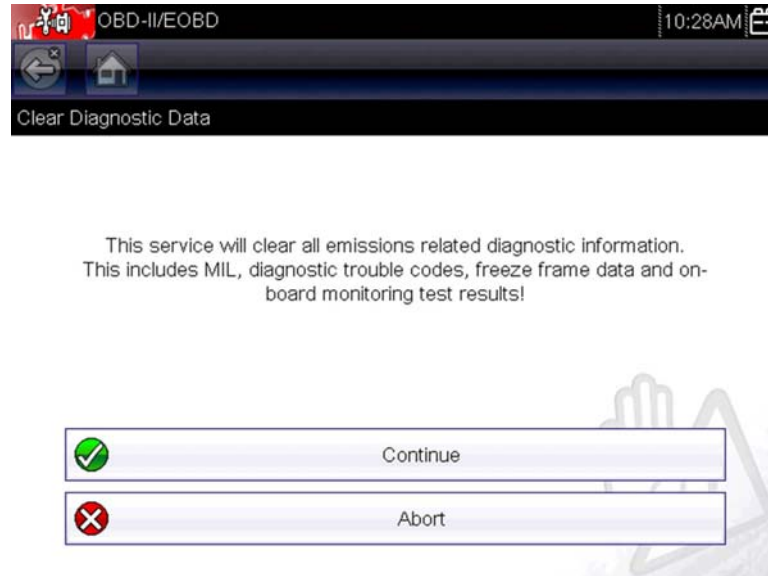 OBD-II/EOBD
10:28AM
Clear Diagnostic Data
This service will clear all emissions related diagnostic information.
This includes MIL, diagnostic trouble codes, freeze frame data and on-
board monitoring test results!
Continue
Abort